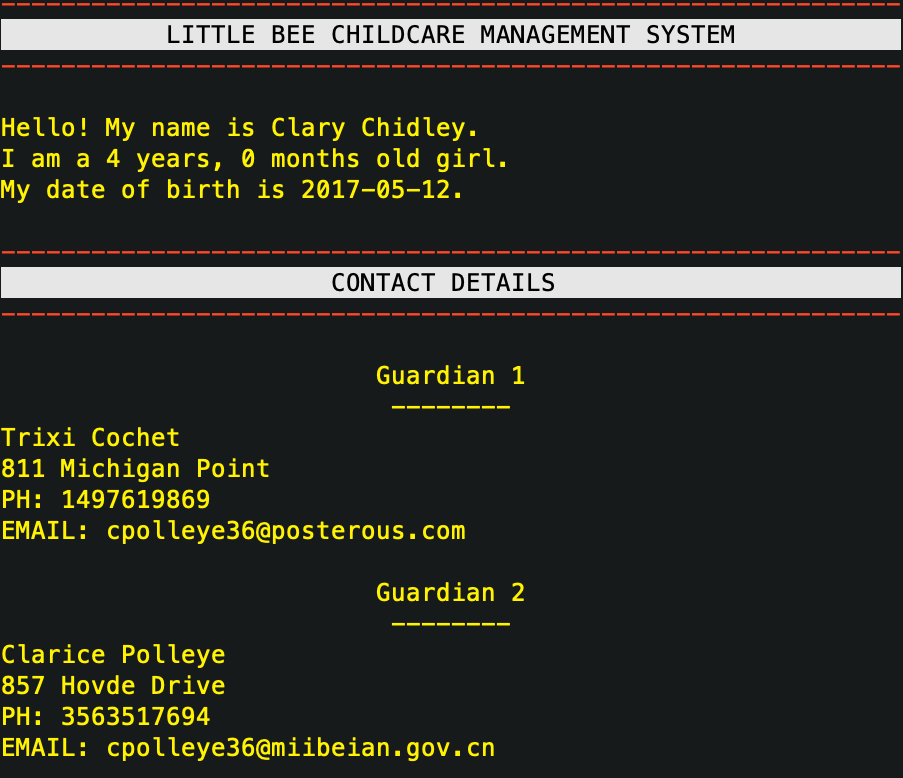 LITTLE BEE CHILDCARE MANAGEMENT SYSTEM
Hello! My name is Clary Chidley.
I am a 4 years, 0 months old girl.
My date of birth is 2017-05-12.
CONTACT DETAILS
Guardian 1
--------
Trixi Cochet
811 Michigan Point
PH: 1497619869
EMAIL: cpolleye36@posterous.com
Guardian 2
--------
Clarice Polleye
857 Hovde Drive
PH: 3563517694
EMAIL: cpolleye36@miibeian.gov.cn